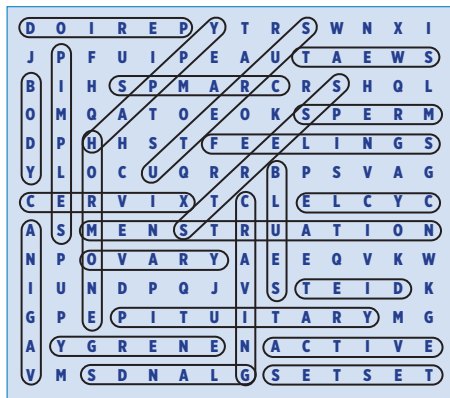 D O I R E P Y T R S W N X I
J P F U I P E A U T A E W S
B I H S P M A R C R S H Q L
O M Q A T O E O K S P E R M
D P H H S T F E E L I N G S
Y L O C U Q R R B P S V A G
C E R V I X T C L E L C Y C
A S M E N S T R U A T I O N
N P O V A R Y A E E Q V K W
I U N D P Q J V S T E I D K
G P E P I T U I T A R Y M G
A Y G R E N E N A C T I V E
V M S D N A L G S E T S E T